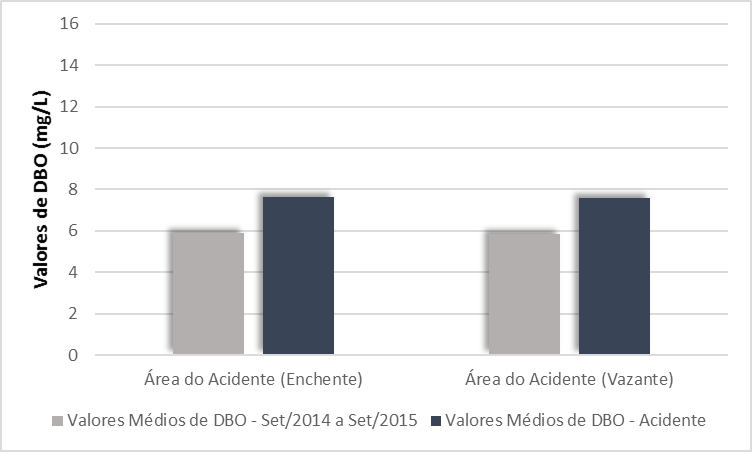 Valores de DBO (mg/L)
16
14
12
10
8
6
4
2
0
Área do Acidente (Enchente)
Área do Acidente (Vazante)
Valores Médios de DBO - Set/2014 a Set/2015
Valores Médios de DBO - Acidente